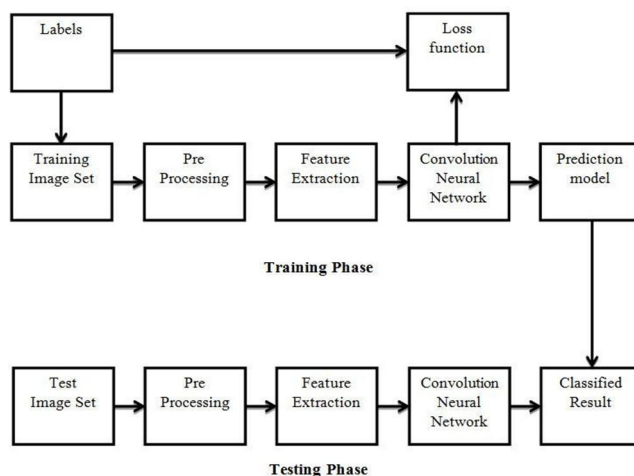 Labels
Loss
function
Training
Image Set
Pre
Processing
Feature
Extraction
Convolution
Neural
Network
Prediction
model
Training Phase
Test
Image Set
Pre
Processing
Feature
Extraction
Convolution
Neural
Network
Classified
Result
Testing Phase